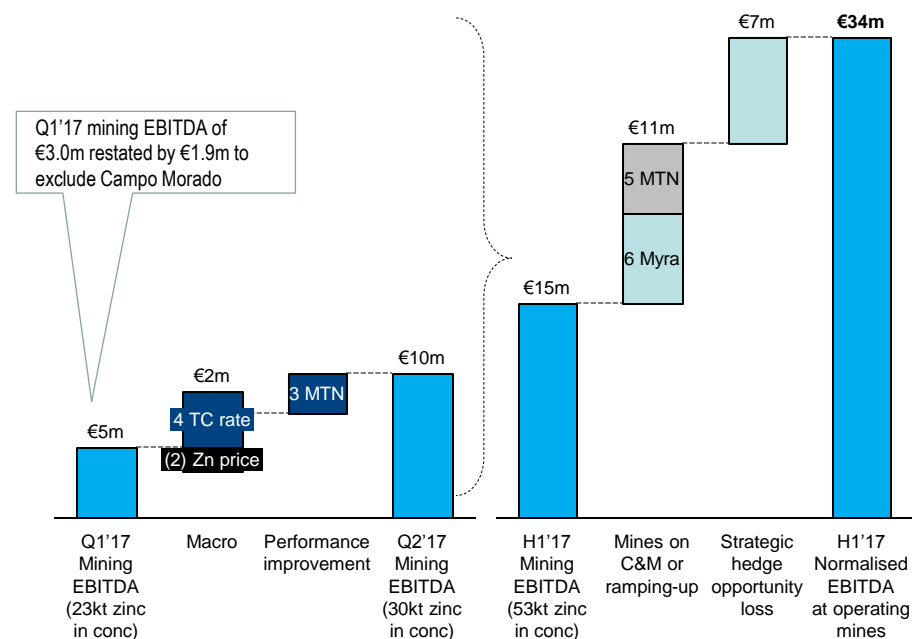 €7m
€34m
Q1’17 mining EBITDA of
€3.0m restated by €1.9m to
exclude Campo Morado
€11m
5 MTN
6 Myra
€15m
€10m
€2m
3 MTN
4 TC rate
€5m
(2) Zn price
Q1’17
Mining
EBITDA
(23kt zinc
in conc)
Macro
Performance
improvement
Q2’17
Mining
EBITDA
(30kt zinc
in conc)
H1’17
Mining
EBITDA
(53kt zinc
in conc)
Mines on
C&M or
ramping-up
Strategic
hedge
opportunity
loss
H1’17
Normalised
EBITDA
at operating
mines